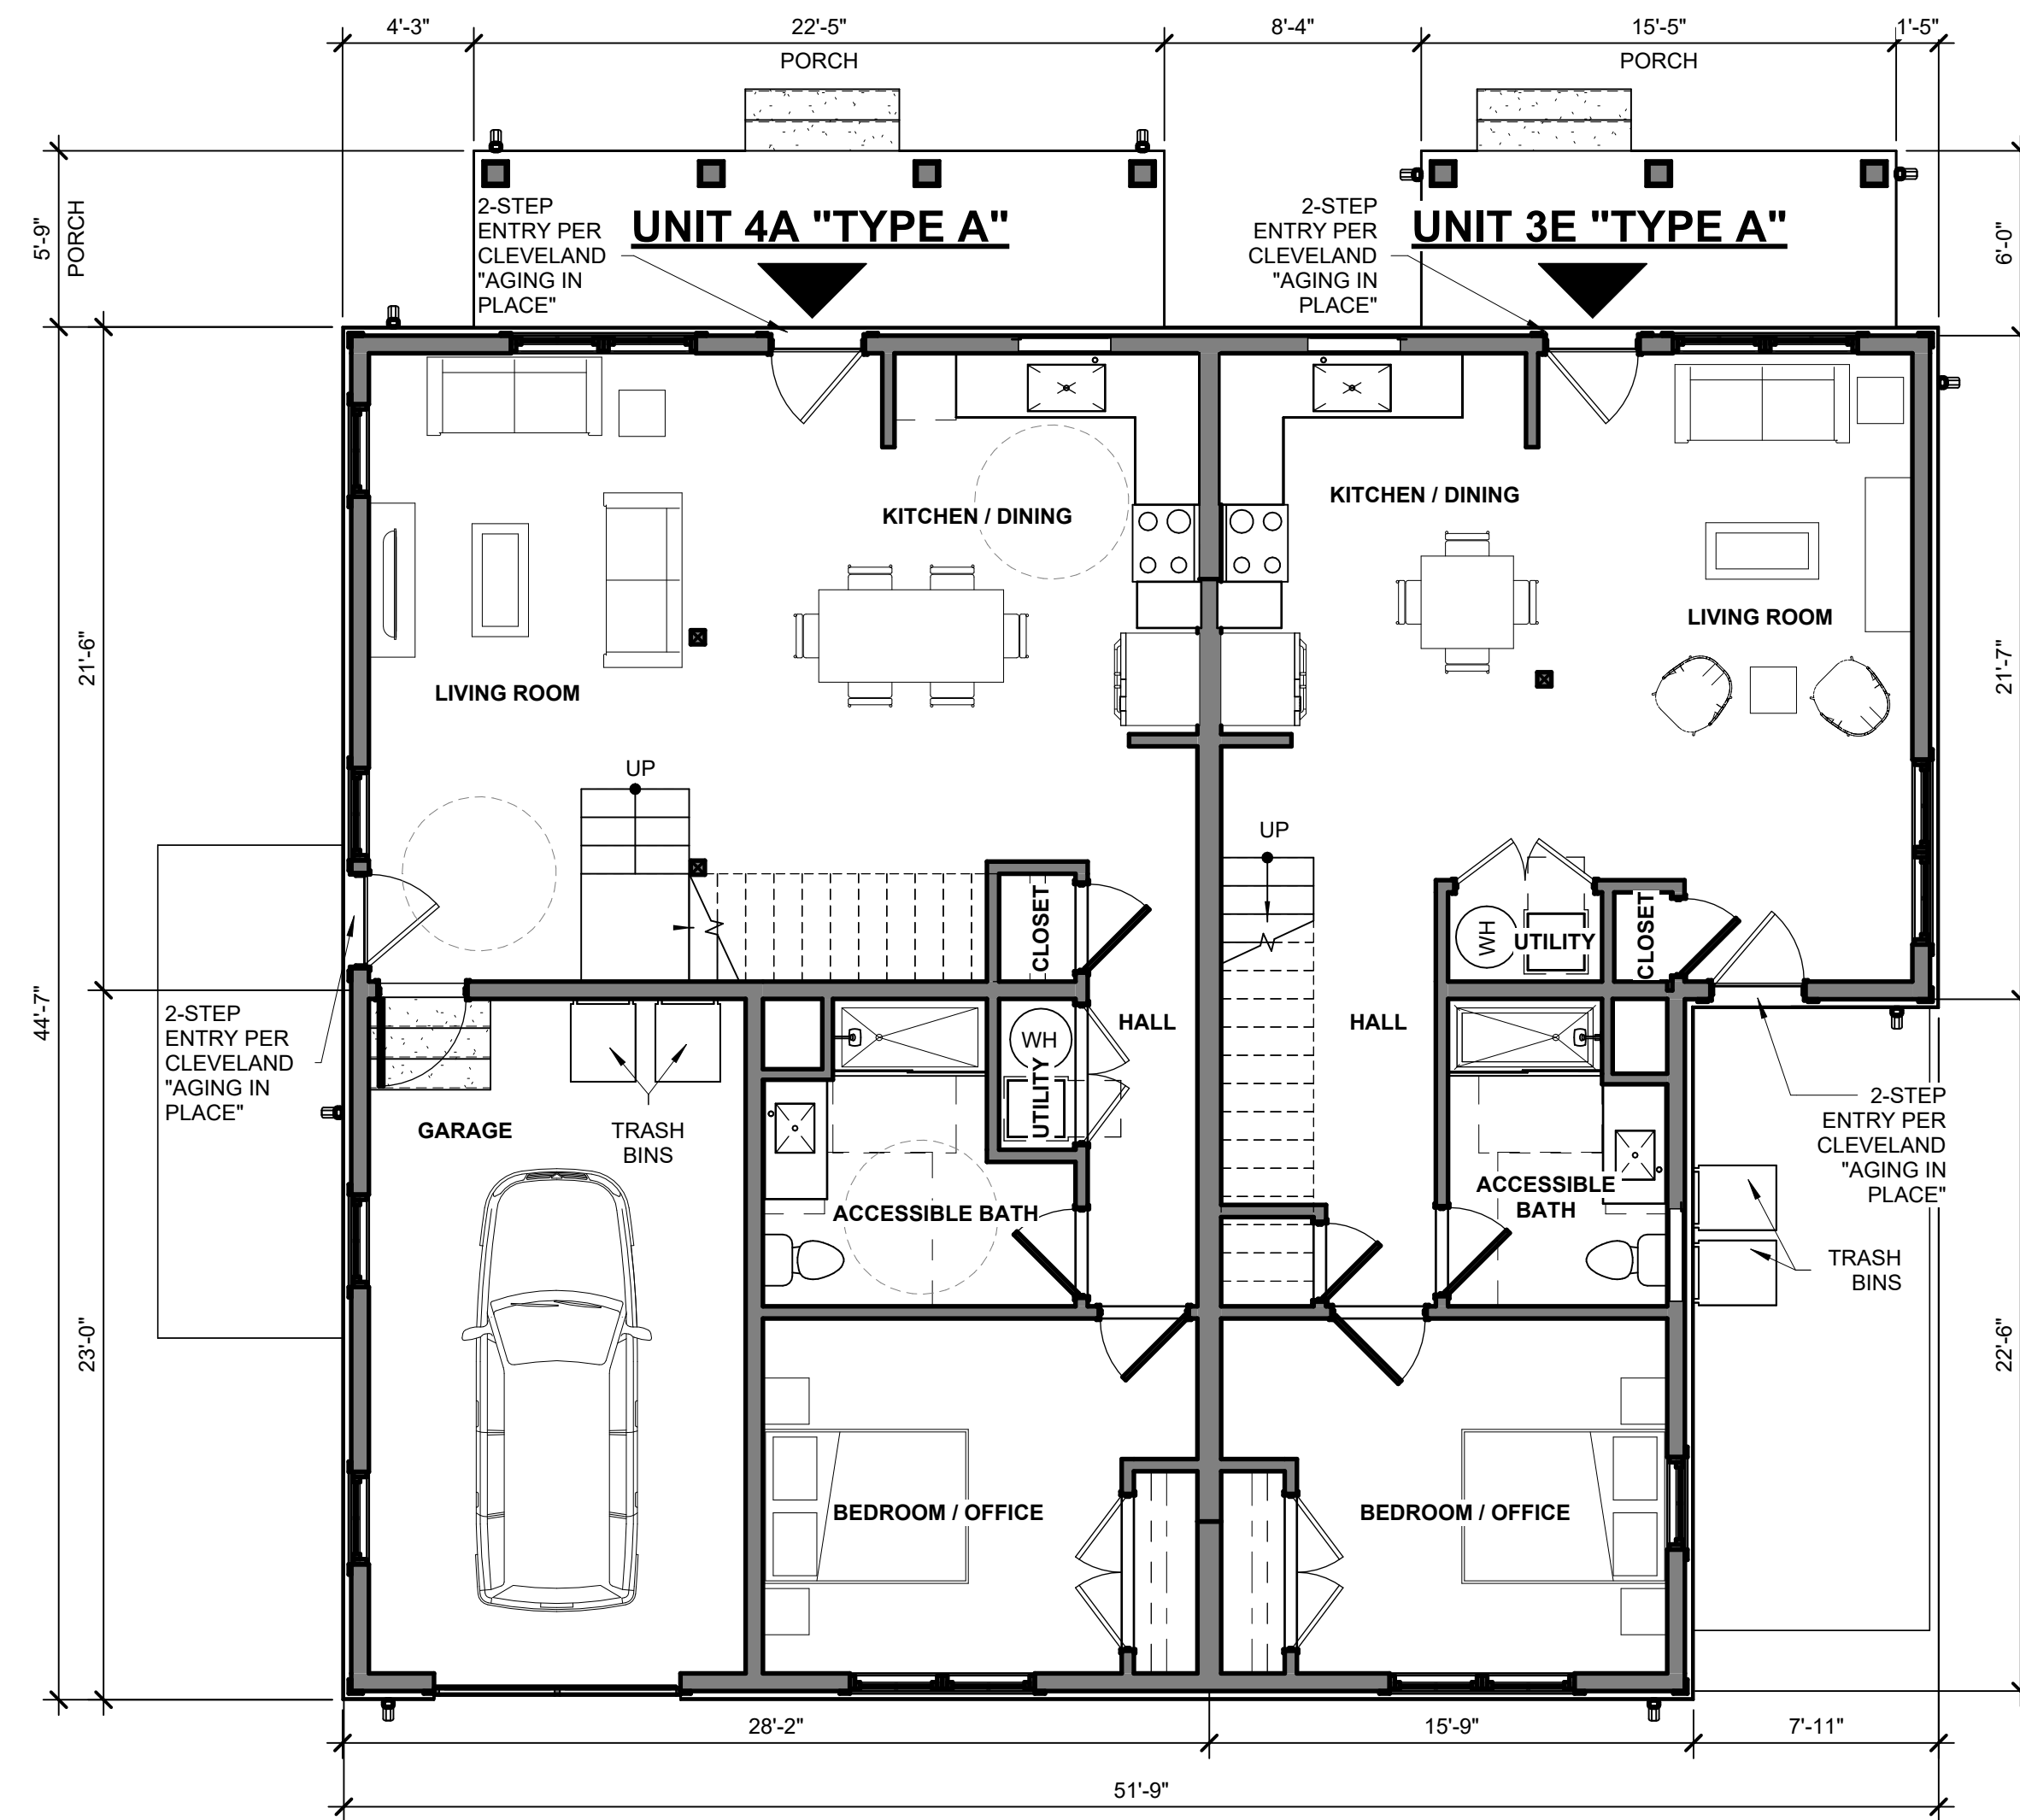 4'-3"
22'-5"
8'-4"
15'-5"
1'-5"
PORCH
PORCH
5'-9"
PORCH
2-STEP
ENTRY PER
CLEVELAND
"AGING IN
PLACE"
UNIT 4A "TYPE A"
2-STEP
ENTRY PER
CLEVELAND
"AGING IN
PLACE"
UNIT 3E "TYPE A"
6'-0"
KITCHEN / DINING
KITCHEN / DINING
LIVING ROOM
LIVING ROOM
21'-6"
21'-7"
UP
UP
CLOSET
WH
UTILITY
CLOSET
44'-7"
2-STEP
ENTRY PER
CLEVELAND
"AGING IN
PLACE"
HALL
HALL
WH
UTILITY
GARAGE
TRASH
BINS
2-STEP
ENTRY PER
CLEVELAND
"AGING IN
PLACE"
ACCESSIBLE BATH
ACCESSIBLE
BATH
TRASH
BINS
23'-0"
22'-6"
BEDROOM / OFFICE
BEDROOM / OFFICE
28'-2"
15'-9"
7'-11"
51'-9"